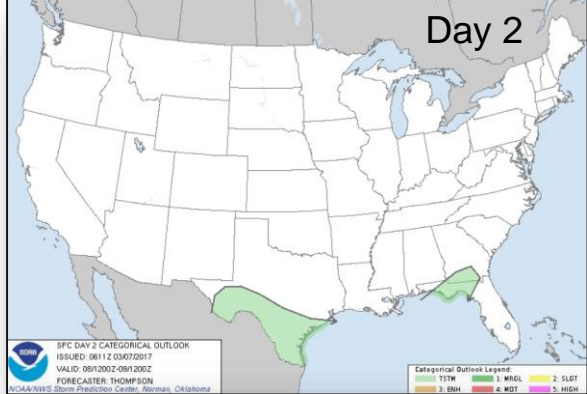 Day 2
SPC DAY 2 CATEGORICAL OUTLOOK
ISSUED: 0611Z 03/07/2017
VALID: 08/1200Z-09/1200Z
FORECASTER: THOMPSON
NOAA/NWS Storm Prediction Center, Norman, Oklahoma
NOAA
Categorical Outlook Legend:
TSTM 1: MRGL 2: SLGT
3: ENH 4: MDT 5: HIGH